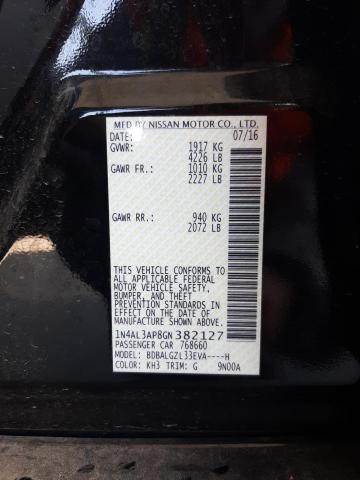 MFD BY NISSAN MOTOR CO., LTD.
DATE: 07/16
GVWR: 1917 KG
4226 LB
GAWR FR.: 1010 KG
2227 LB
GAWR RR.: 940 KG
2072 LB
THIS VEHICLE CONFORMS TO
ALL APPLICABLE FEDERAL
MOTOR VEHICLE SAFETY,
BUMPER, AND THEFT
PREVENTION STANDARDS
IN EFFECT ON THE DATE OF
MANUFACTURE SHOWN ABOVE.
1N4AL3AP8GN382127
PASSENGER CAR 768660
MODEL: BDBALGZL33EVA----H
COLOR: KH3 TRIM: G 9N00A